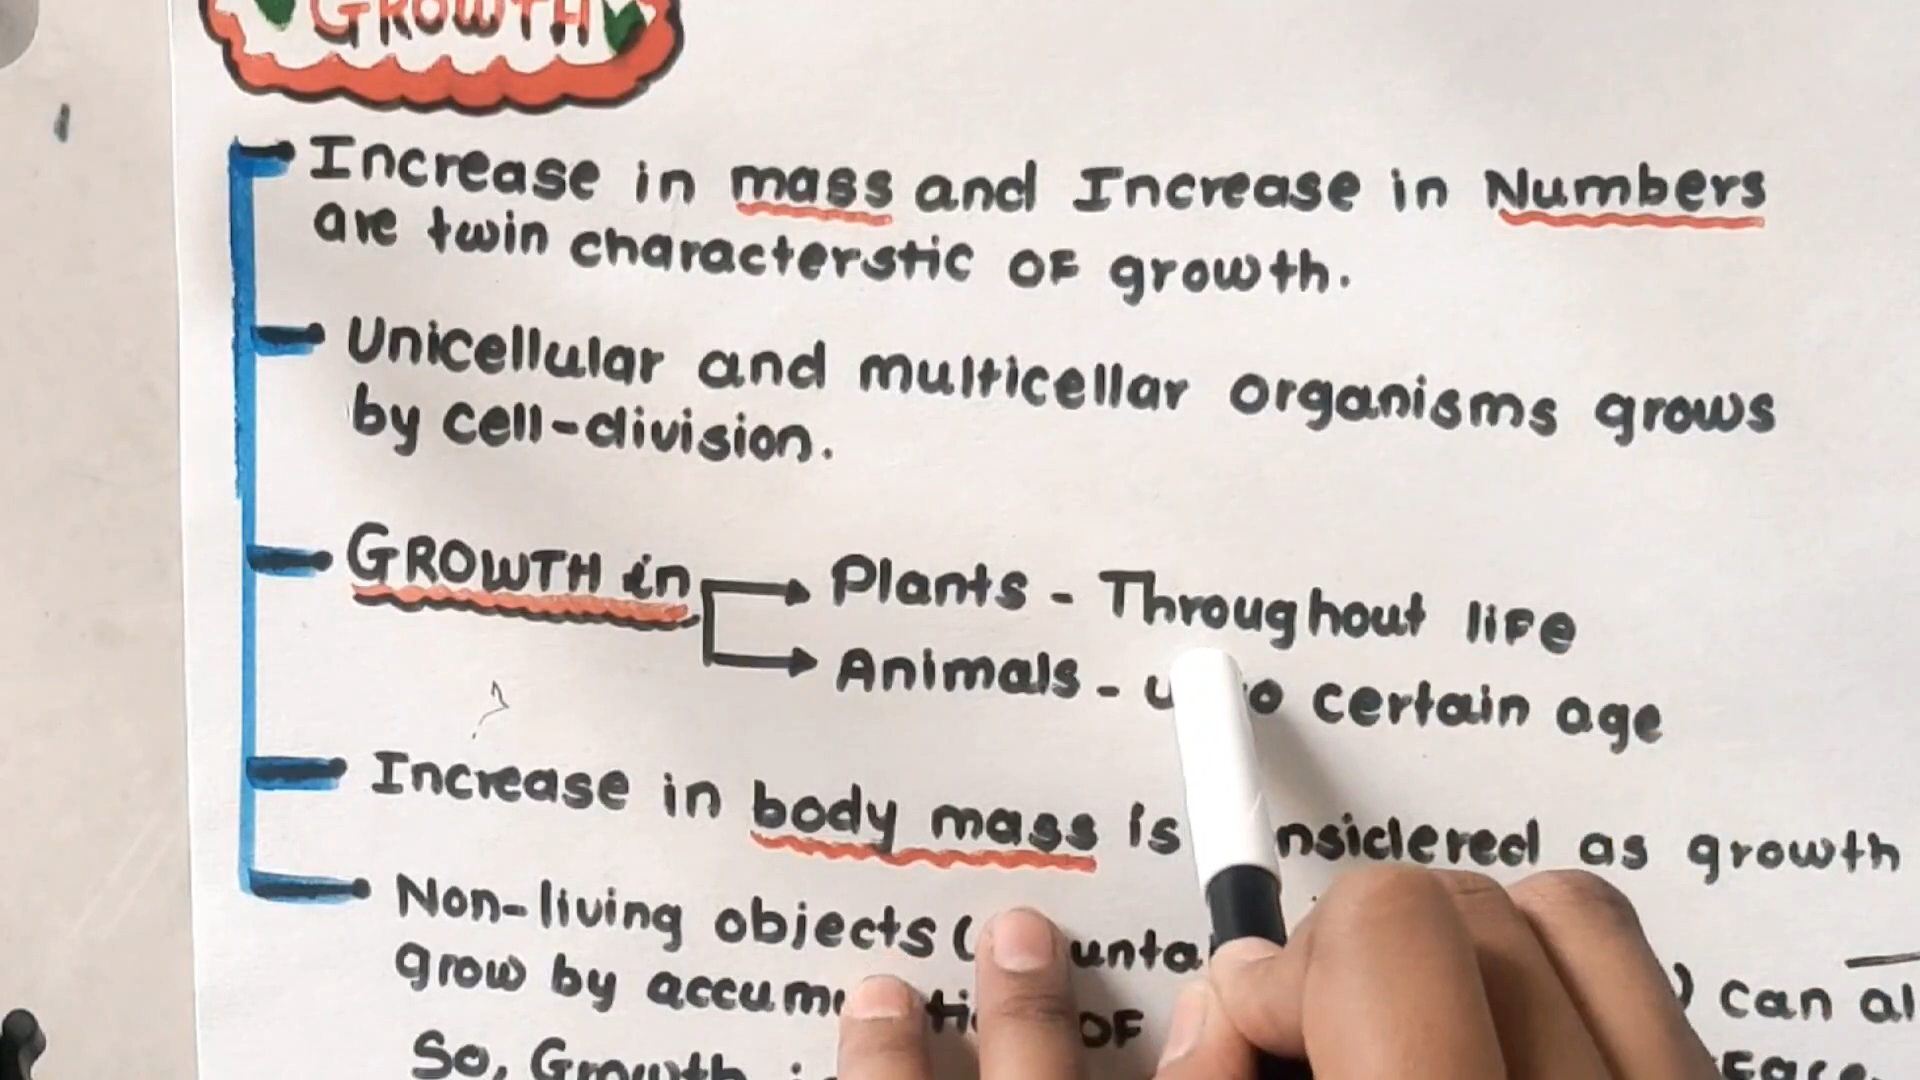 GROWTH
Increase in mass and Increase in Numbers
are twin characterstic OF growth.
Unicellular and multicellar organisms grows
by cell-division.
GROWTH in
Plants - Throughout life
Animals - certain age
Increase in body mass is as growth
Non-living objects ( ) can
grow by OF
So, Growth